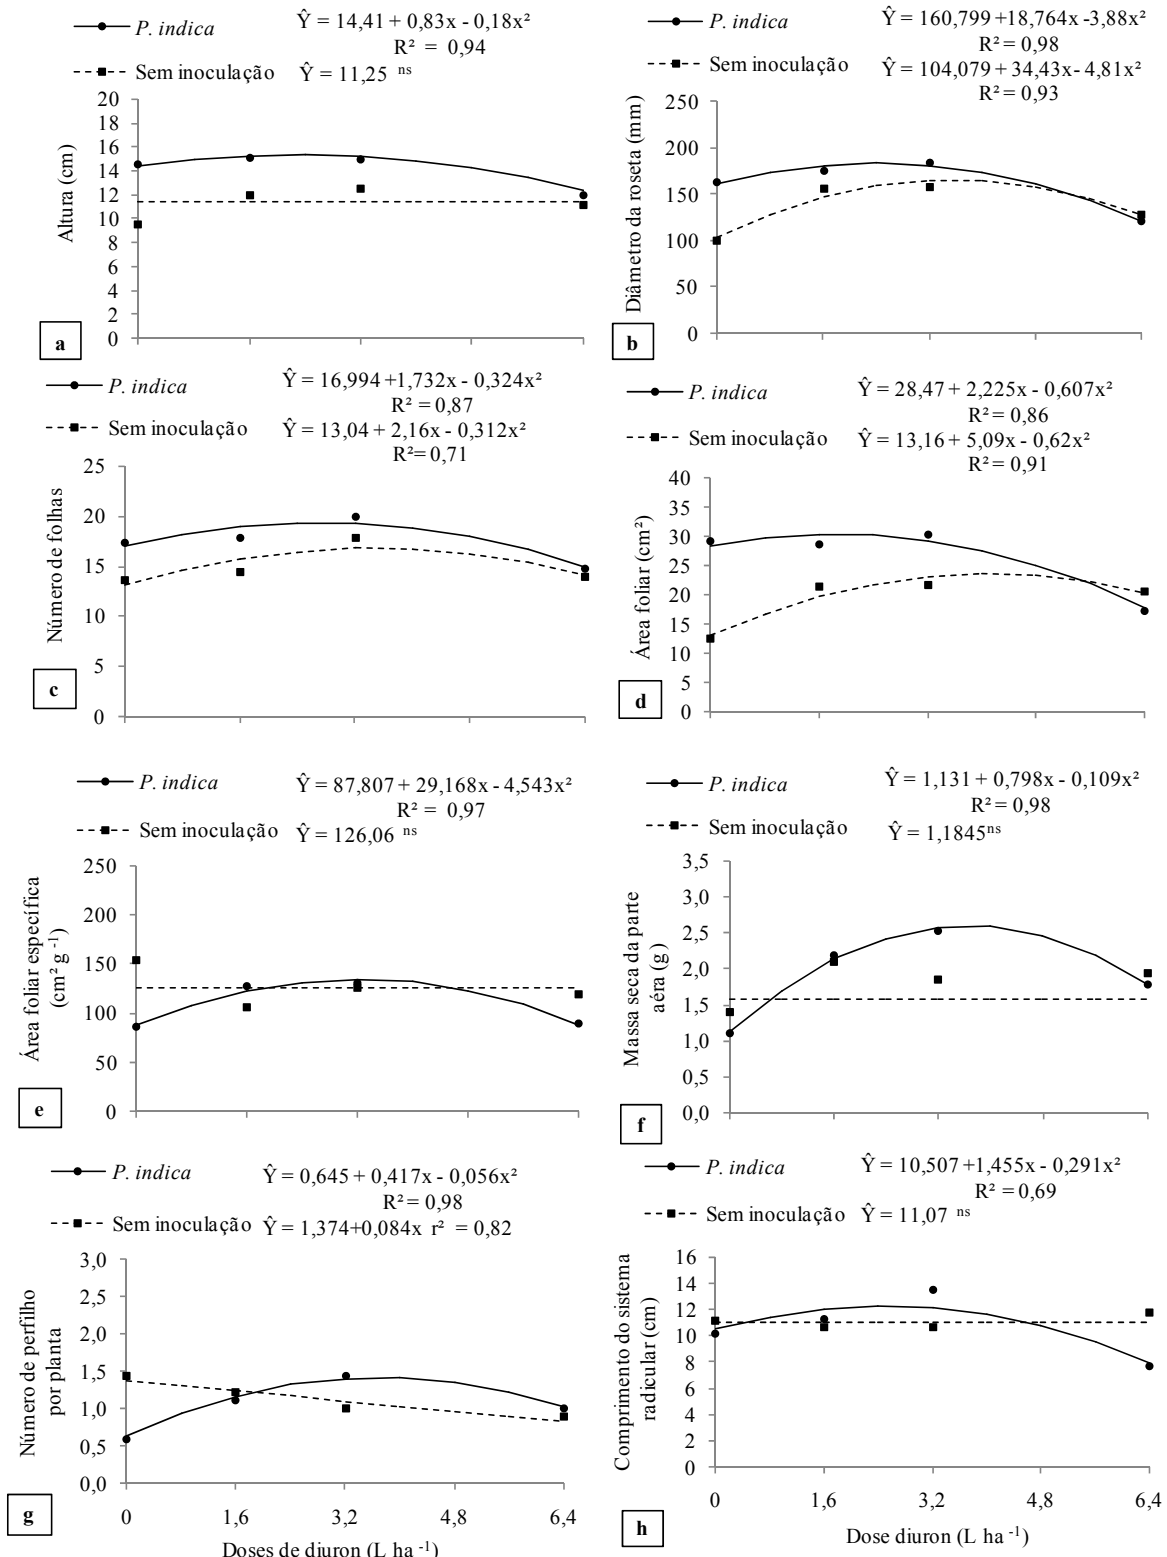 P. indica
Ŷ = 14,41 + 0,83x - 0,18x²
R² = 0,94
Sem inoculação
Ŷ = 11,25 ns
Altura (cm)
20
18
16
14
12
10
8
6
4
2
0
a
P. indica
Ŷ = 160,799 +18,764x -3,88x²
R² = 0,98
Sem inoculação
Ŷ = 104,079 + 34,43x- 4,81x²
R² = 0,93
Diâmetro da roseta (mm)
250
200
150
100
50
0
b
P. indica
Ŷ = 16,994 +1,732x - 0,324x²
R² = 0,87
Sem inoculação
Ŷ = 13,04 + 2,16x - 0,312x²
R²= 0,71
Número de folhas
25
20
15
10
5
0
c
P. indica
Ŷ = 28,47 + 2,225x - 0,607x²
R² = 0,86
Sem inoculação
Ŷ = 13,16 + 5,09x - 0,62x²
R² = 0,91
Área foliar (cm²)
40
35
30
25
20
15
10
5
0
d
P. indica
Ŷ = 87,807 + 29,168x - 4,543x²
R² = 0,97
Sem inoculação
Ŷ = 126,06 ns
Área foliar específica
(cm² g -1)
250
200
150
100
50
0
e
P. indica
Ŷ = 1,131 + 0,798x - 0,109x²
R² = 0,98
Sem inoculação
Ŷ = 1,1845ns
Massa seca da parte
aéra (g)
3,5
3,0
2,5
2,0
1,5
1,0
0,5
0,0
f
P. indica
Ŷ = 0,645 + 0,417x - 0,056x²
R² = 0,98
Sem inoculação
Ŷ = 1,374+0,084x r² = 0,82
Número de perfilho
por planta
3,0
2,5
2,0
1,5
1,0
0,5
0,0
0 1,6 3,2 4,8 6,4
Doses de diuron (L ha -1)
g
P. indica
Ŷ = 10,507 +1,455x - 0,291x²
R² = 0,69
Sem inoculação
Ŷ = 11,07 ns
Comprimento do sistema
radicular (cm)
16
14
12
10
8
6
4
2
0
0 1,6 3,2 4,8 6,4
Dose diuron (L ha -1)
h